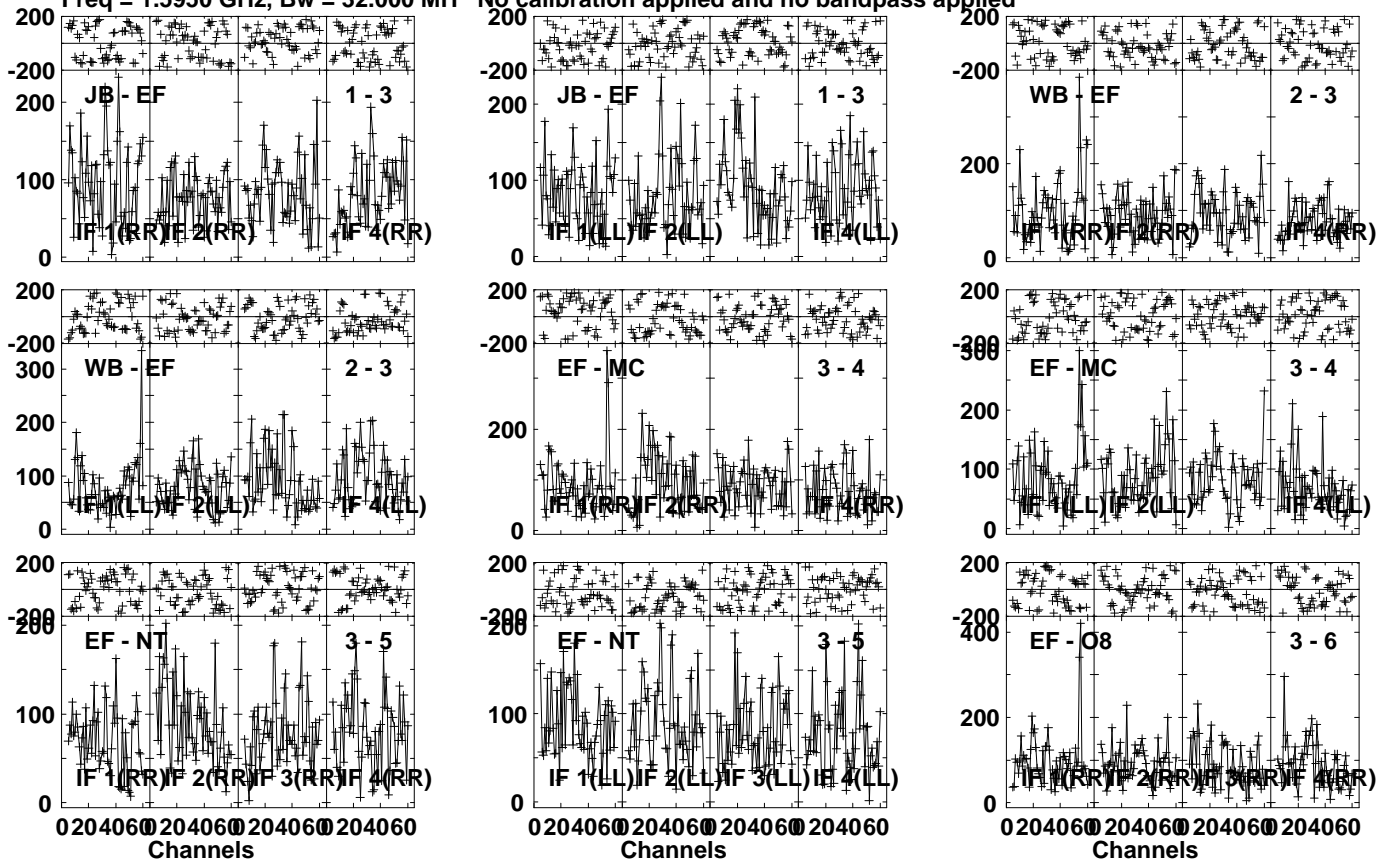 Freq = 1.5950 GHz, Bw = 32.000 MH No calibration applied and no bandpass applied
200 200 200
-200 -200 -200
JB - EF 1 - 3 JB - EF 1 - 3 WB - EF 2 - 3
200 200 200
100 100 100
IF 1(RR) IF 2(RR) IF 4(RR) IF 1(LL) IF 2(LL) IF 4(LL) IF 1(RR) IF 2(RR) IF 4(RR)
0 0 0
200 200 200
-200 -200 -200
WB - EF 2 - 3 EF - MC 3 - 4 EF - MC 3 - 4
300 300
200 200 200
100 100
IF 1(LL) IF 2(LL) IF 4(LL) IF 1(RR) IF 2(RR) IF 4(RR) IF 1(LL) IF 2(LL) IF 4(LL)
0 0 0
200 200 200
-200 -200 -200
200 200 400
EF - NT 3 - 5 EF - NT 3 - 5 EF - O8 3 - 6
100 100 200
IF 1(RR) IF 2(RR) IF 3(RR) IF 4(RR) IF 1(LL) IF 2(LL) IF 3(LL) IF 4(LL) IF 1(RR) IF 2(RR) IF 3(RR) IF 4(RR)
0 0 0
0 20 40 60 0 20 40 60 0 20 40 60 0 20 40 60 0 20 40 60 0 20 40 60 0 20 40 60 0 20 40 60 0 20 40 60 0 20 40 60 0 20 40 60 0 20 40 60
Channels Channels Channels